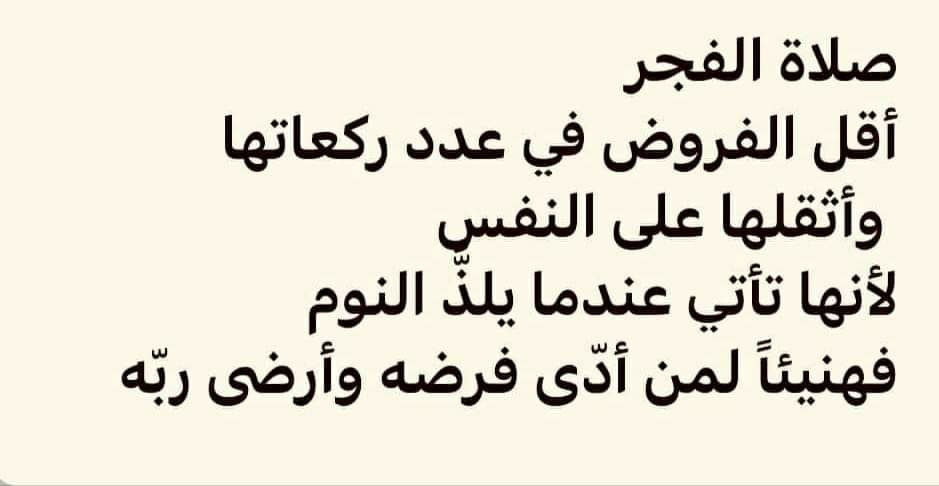 صلاة الفجر
أقل الفروض في عدد ركعاتها
وأثقلها على النفس
لأنها تأتي عندما يلذّ النوم
فهنيئاً لمن أدّى فرضه وأرضى ربّه